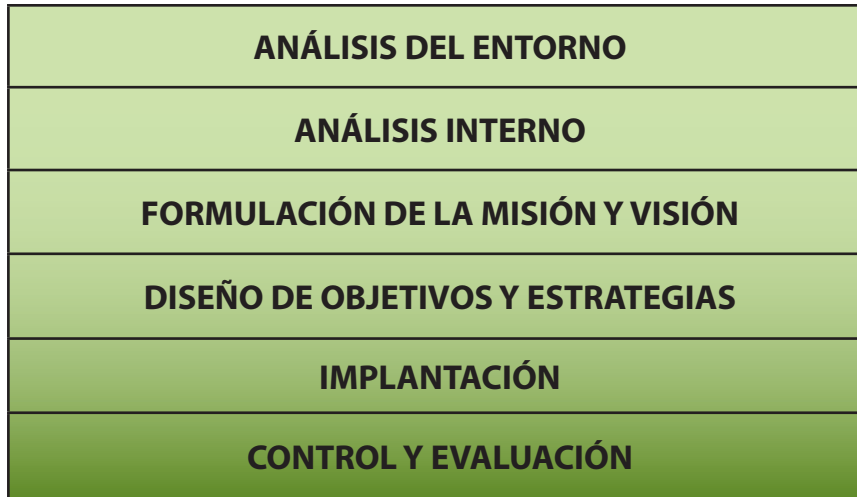 ANÁLISIS DEL ENTORNO
ANÁLISIS INTERNO
FORMULACIÓN DE LA MISIÓN Y VISIÓN
DISEÑO DE OBJETIVOS Y ESTRATEGIAS
IMPLANTACIÓN
CONTROL Y EVALUACIÓN